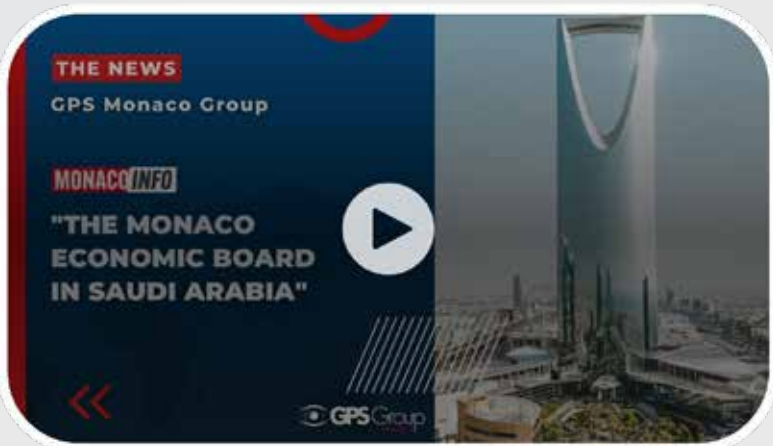 THE NEWS
GPS Monaco Group
MONACO INFO
"THE MONACO
ECONOMIC BOARD
IN SAUDI ARABIA"
GPS Group